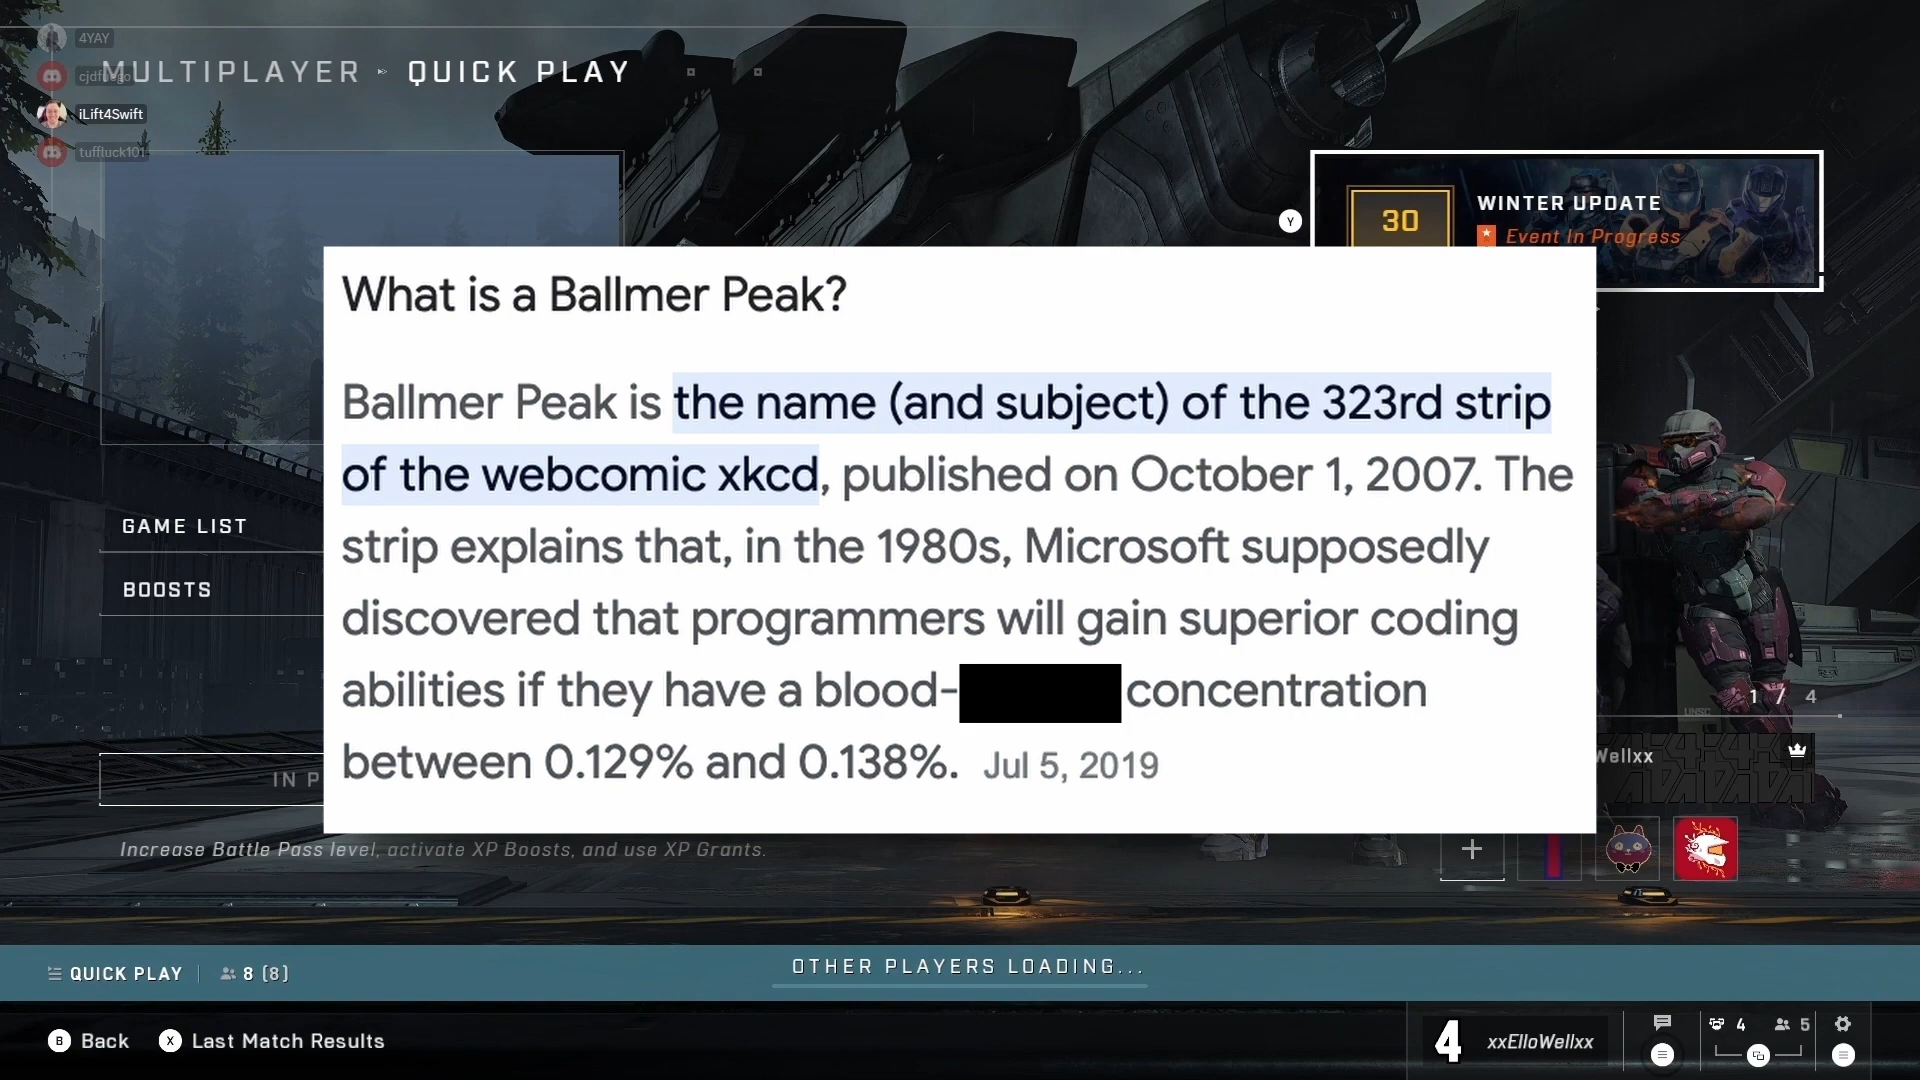 4YAY
MULTIPLAYER QUICK PLAY
iLift4Swift
tuffluck101
30
WINTER UPDATE
Event In Progress
Y
What is a Ballmer Peak?
Ballmer Peak is the name (and subject) of the 323rd strip
of the webcomic xkcd, published on October 1, 2007. The
strip explains that, in the 1980s, Microsoft supposedly
discovered that programmers will gain superior coding
abilities if they have a blood- concentration
between 0.129% and 0.138%. Jul 5, 2019
GAME LIST
BOOSTS
IN P
1 / 4
UNSC
Wellxx
Increase Battle Pass level, activate XP Boosts, and use XP Grants.
QUICK PLAY 8 (8)
OTHER PLAYERS LOADING...
B Back X Last Match Results
4 xxElloWellxx
4 5